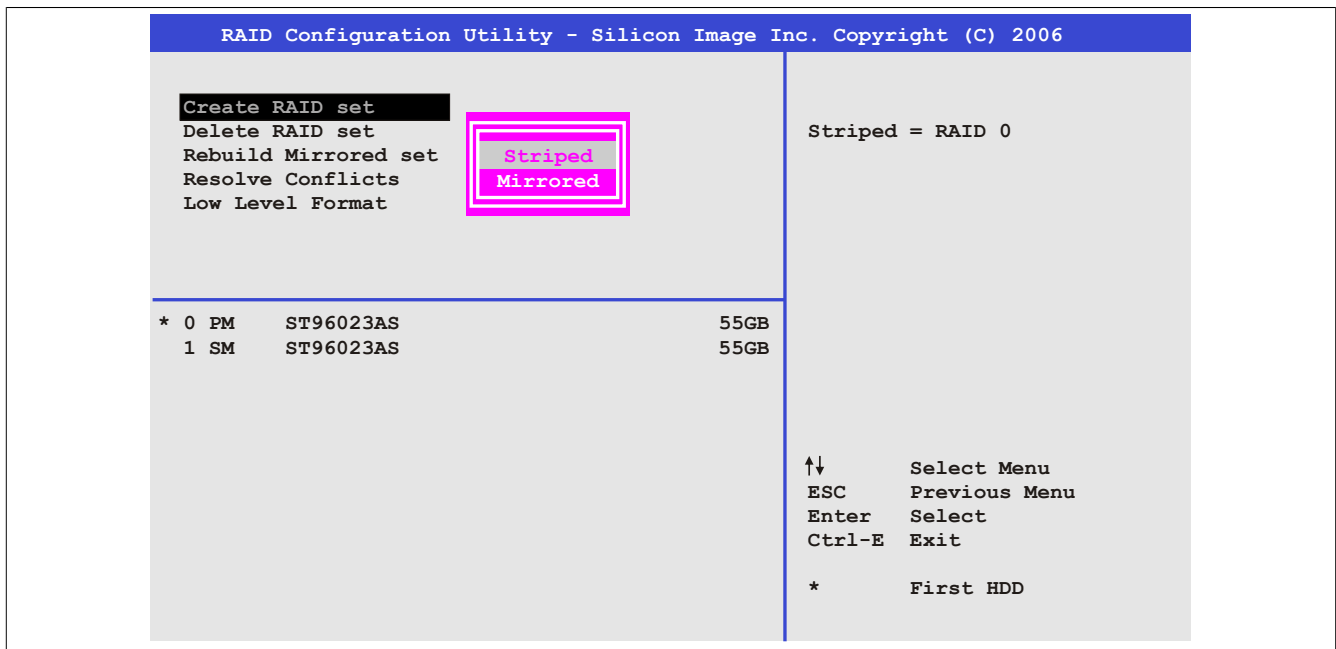 RAID Configuration Utility - Silicon Image Inc. Copyright (C) 2006
Create RAID set
Delete RAID set
Rebuild Mirrored set
Resolve Conflicts
Low Level Format
Striped
Mirrored
Striped = RAID 0
* 0 PM ST96023AS 55GB
1 SM ST96023AS 55GB
↑↓ Select Menu
ESC Previous Menu
Enter Select
Ctrl-E Exit
* First HDD